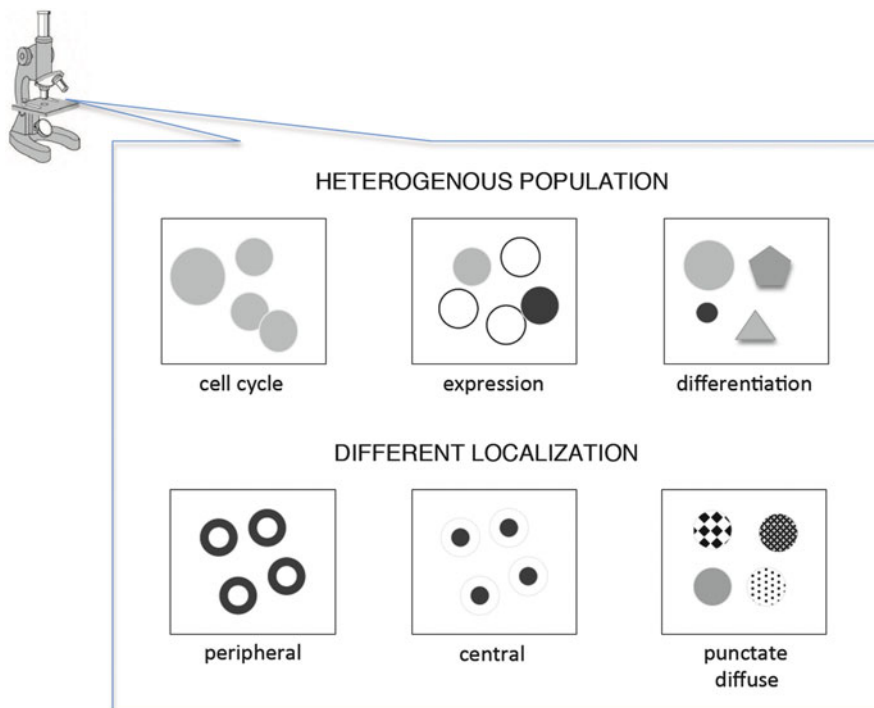 HETEROGENOUS POPULATION
cell cycle
expression
differentiation
DIFFERENT LOCALIZATION
peripheral
central
punctate
diffuse